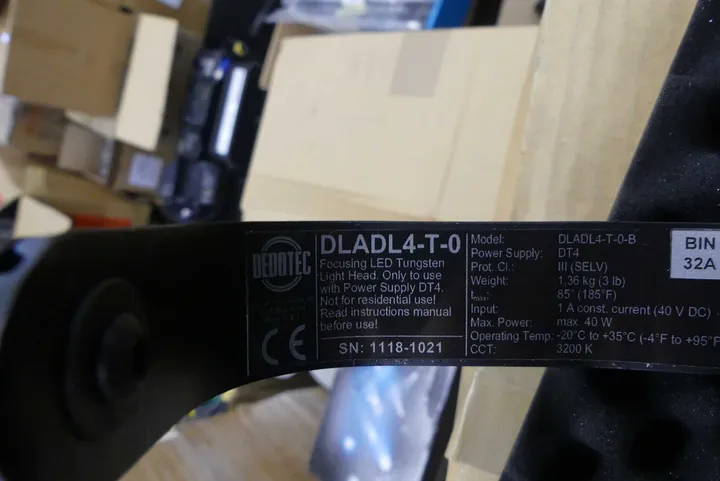 DEDOTEC
DLADL4-T-0
Focusing LED Tungsten
Light Head. Only to use
with Power Supply DT4.
Not for residential use!
Read instructions manual
before use!
SN: 1118-1021
CE
Model: DLADL4-T-0-B
Power Supply: DT4
Prot. Cl.: III (SELV)
Weight: 1,36 kg (3 lb)
85° (185°F)
Input: 1 A const. current (40 V DC)
Max. Power: max. 40 W
Operating Temp: -20°C to +35°C (-4°F to +95°F
CCT: 3200 K
BIN
32A